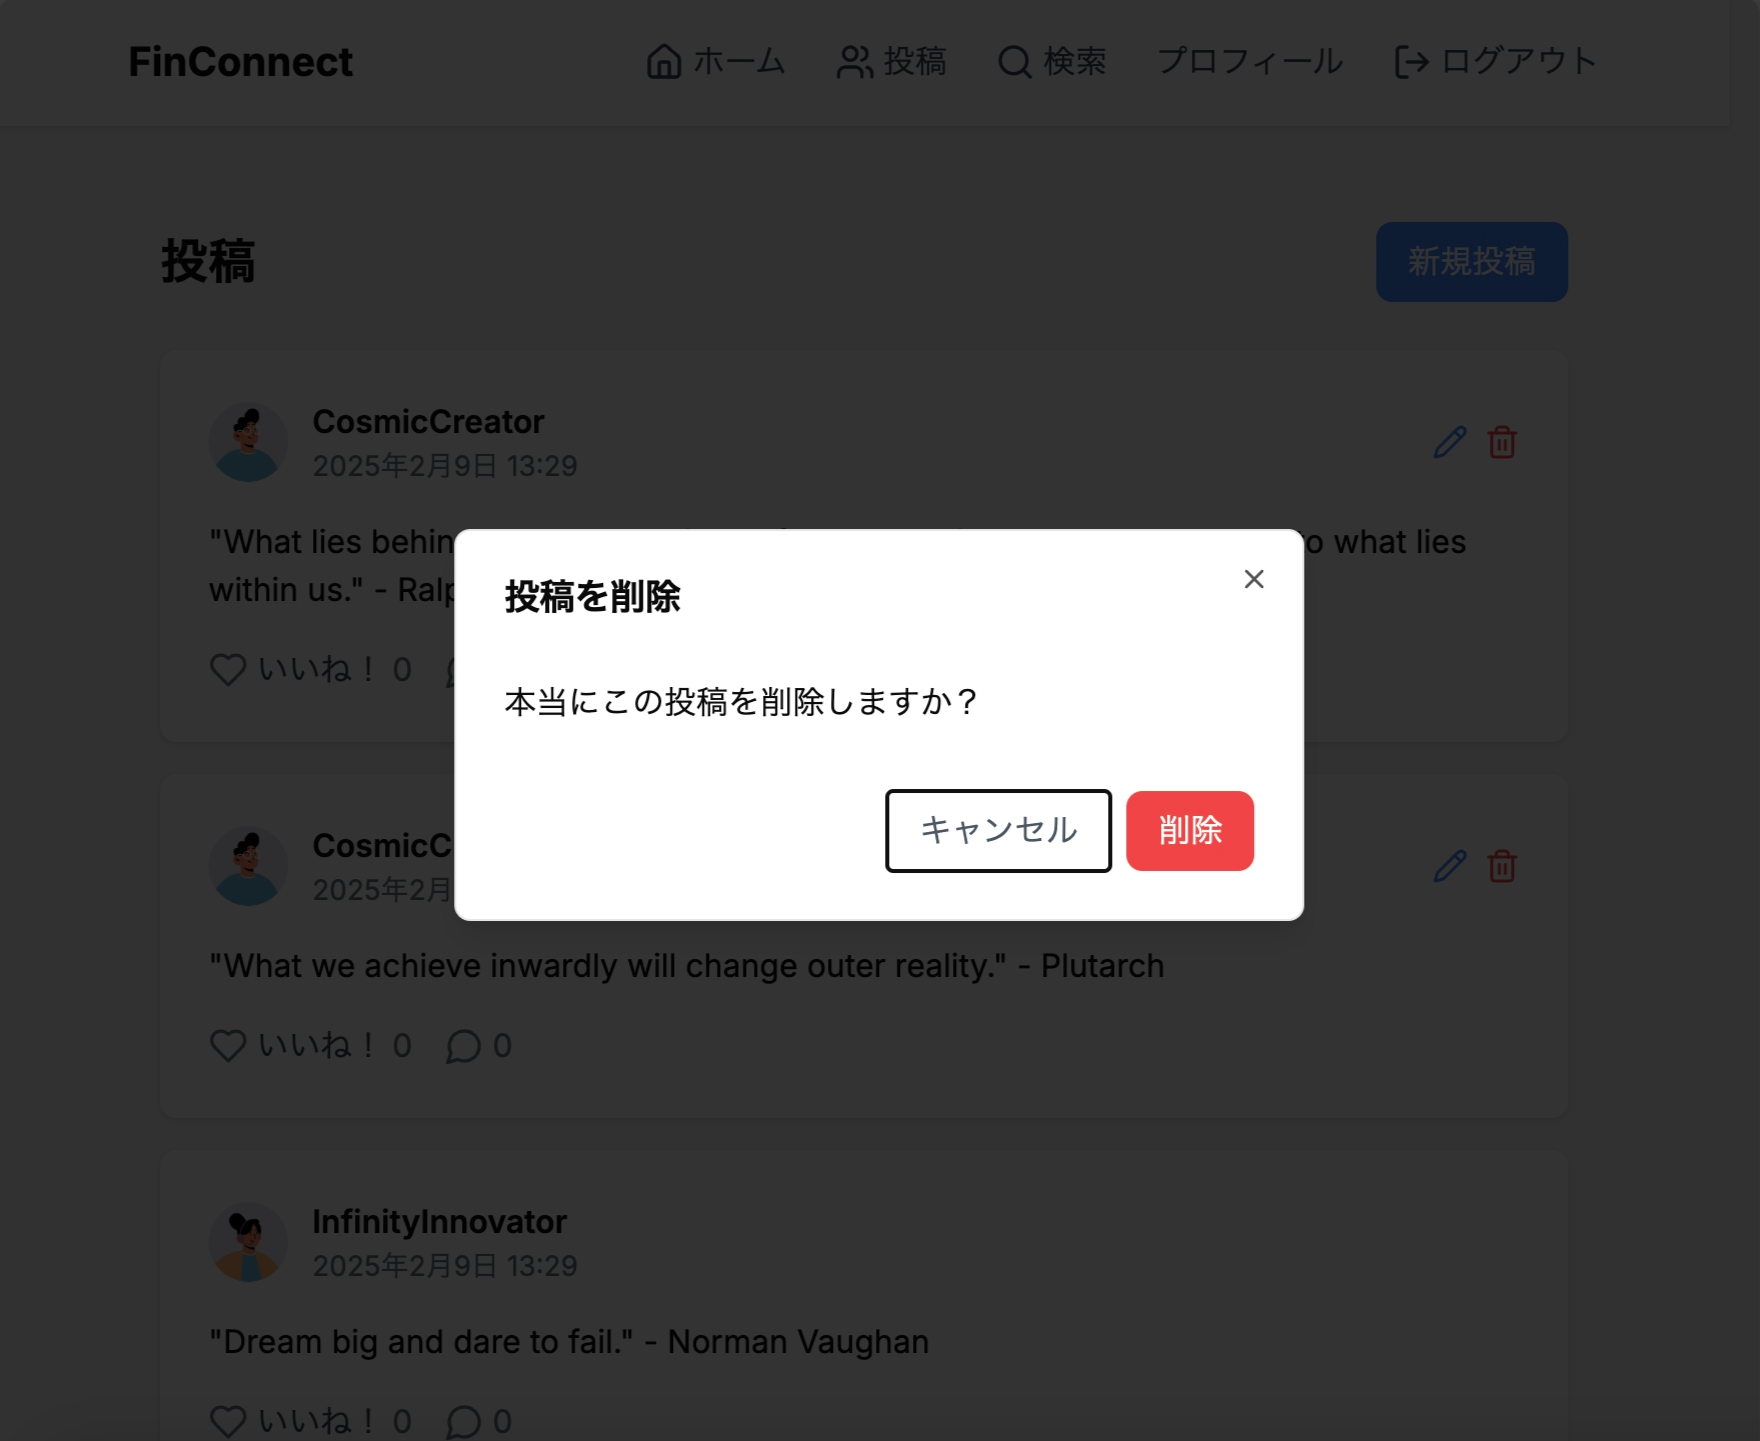 FinConnect
ホーム
投稿
検索
プロフィール
ログアウト
投稿
新規投稿
CosmicCreator
2025年2月9日 13:29
"What lies behin
o what lies
within us." - Ralp
いいね！ 0
投稿を削除
本当にこの投稿を削除しますか？
キャンセル
削除
CosmicC
2025年2月
"What we achieve inwardly will change outer reality." - Plutarch
いいね！ 0
0
InfinityInnovator
2025年2月9日 13:29
"Dream big and dare to fail." - Norman Vaughan
いいね！ 0
0